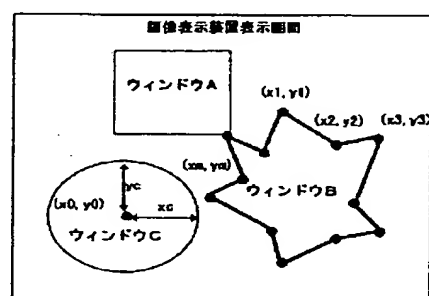 画像表示装置表示画面
ウィンドウA
(x1, y1)
(x2, y2)
(x3, y3)
(xm, ym)
ウィンドウB
yc
xc
(x0, y0)
ウィンドウC